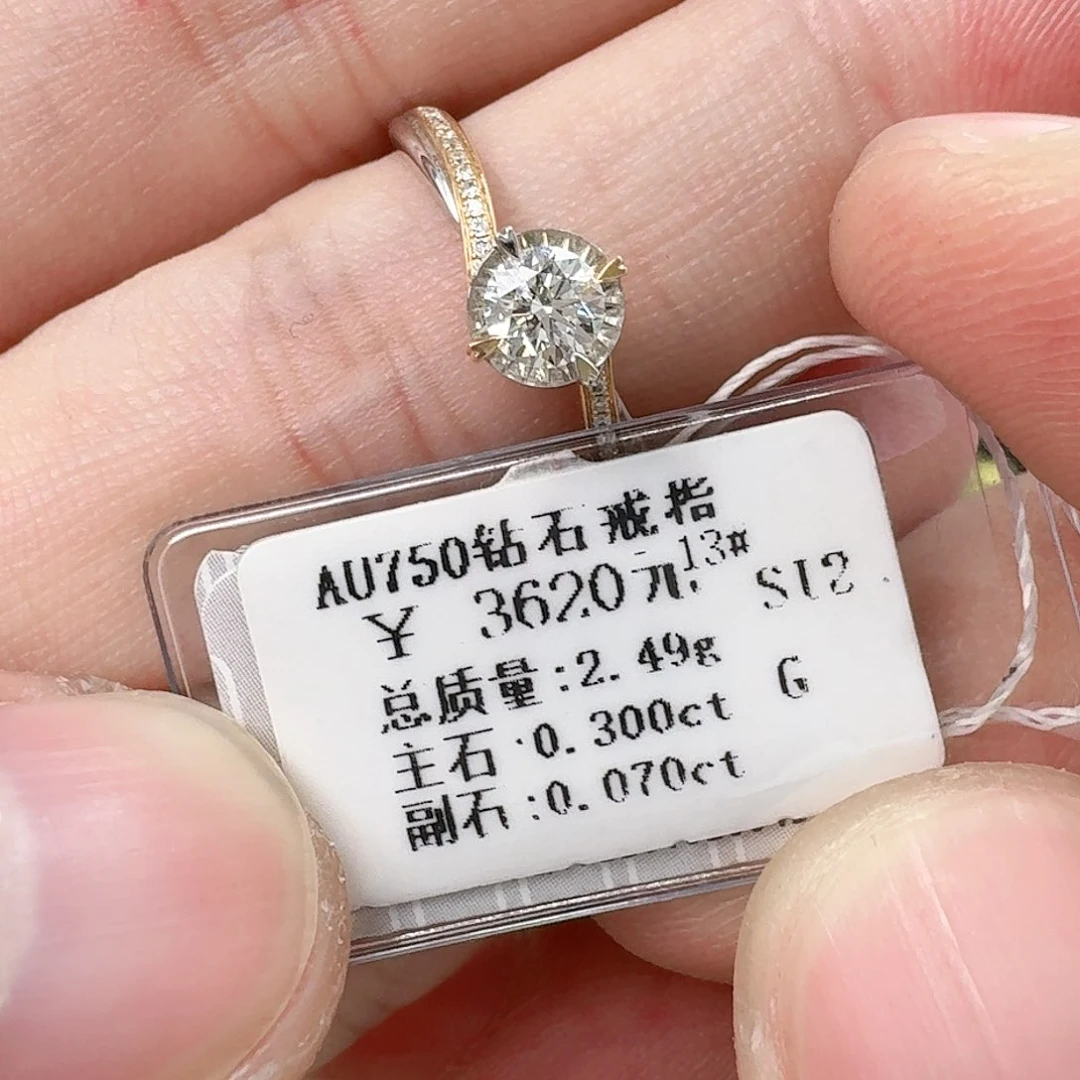 AU750钻石戒指
¥ 3620元 13# SI2
总质量:2.49g
主石:0.300ct G
副石:0.070ct